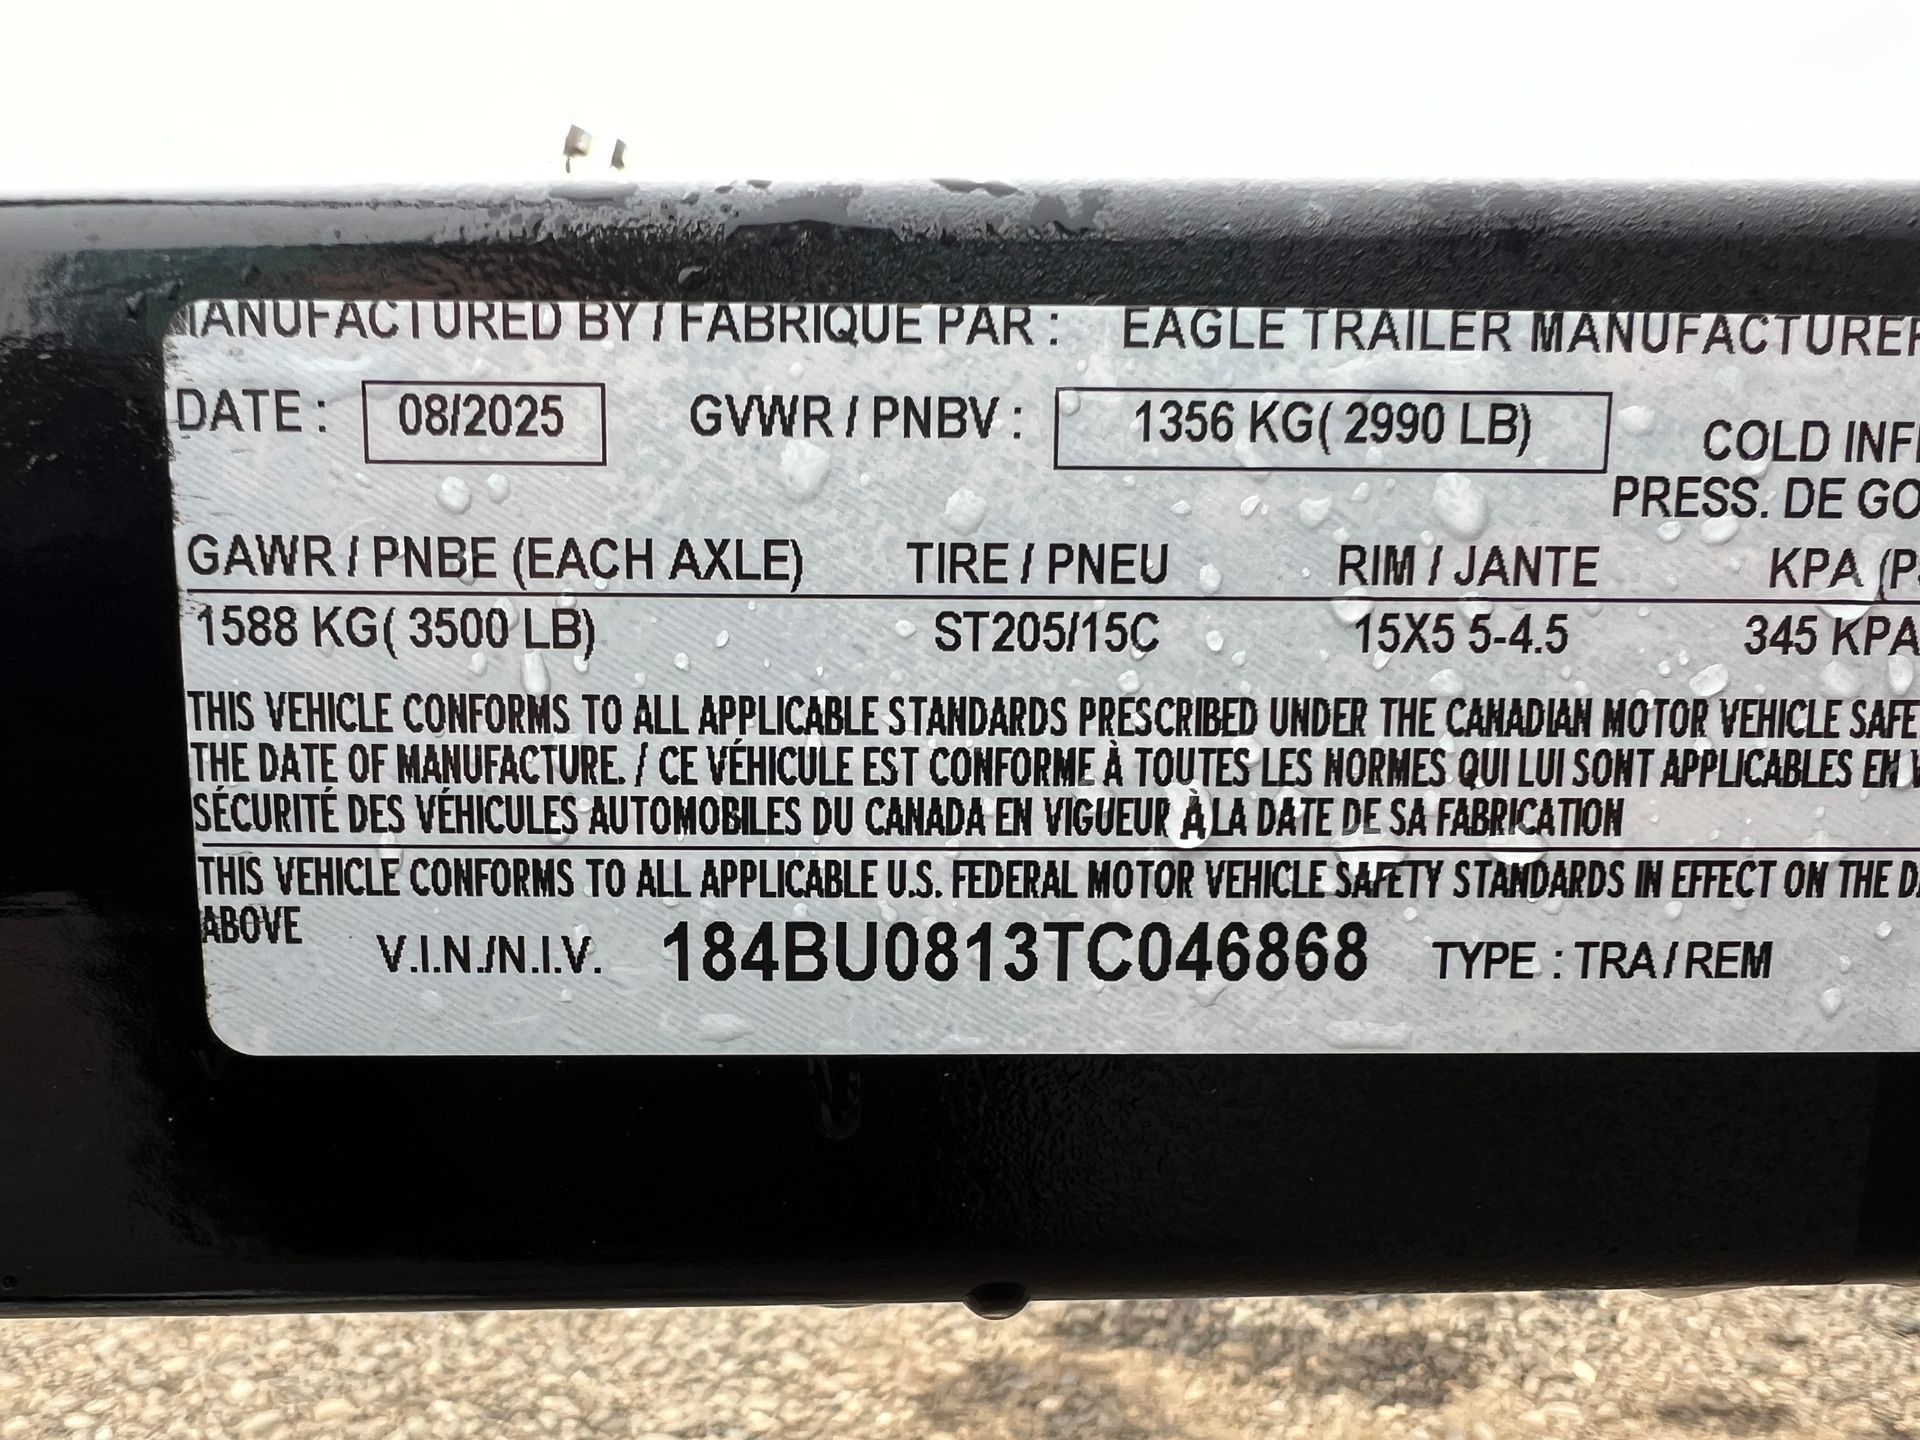 MANUFACTURED BY / FABRIQUE PAR : EAGLE TRAILER MANUFACTURER
DATE : 08/2025 GVWR / PNBV : 1356 KG( 2990 LB)
COLD INFL
PRESS. DE GO
GAWR / PNBE (EACH AXLE) TIRE / PNEU RIM / JANTE KPA (PS
1588 KG( 3500 LB) ST205/15C 15X5 5-4.5 345 KPA
THIS VEHICLE CONFORMS TO ALL APPLICABLE STANDARDS PRESCRIBED UNDER THE CANADIAN MOTOR VEHICLE SAFE
THE DATE OF MANUFACTURE. / CE VÉHICULE EST CONFORME À TOUTES LES NORMES QUI LUI SONT APPLICABLES EN V
SÉCURITÉ DES VÉHICULES AUTOMOBILES DU CANADA EN VIGUEUR À LA DATE DE SA FABRICATION
THIS VEHICLE CONFORMS TO ALL APPLICABLE U.S. FEDERAL MOTOR VEHICLE SAFETY STANDARDS IN EFFECT ON THE DA
ABOVE
V.I.N./N.I.V. 184BU0813TC046868 TYPE : TRA / REM